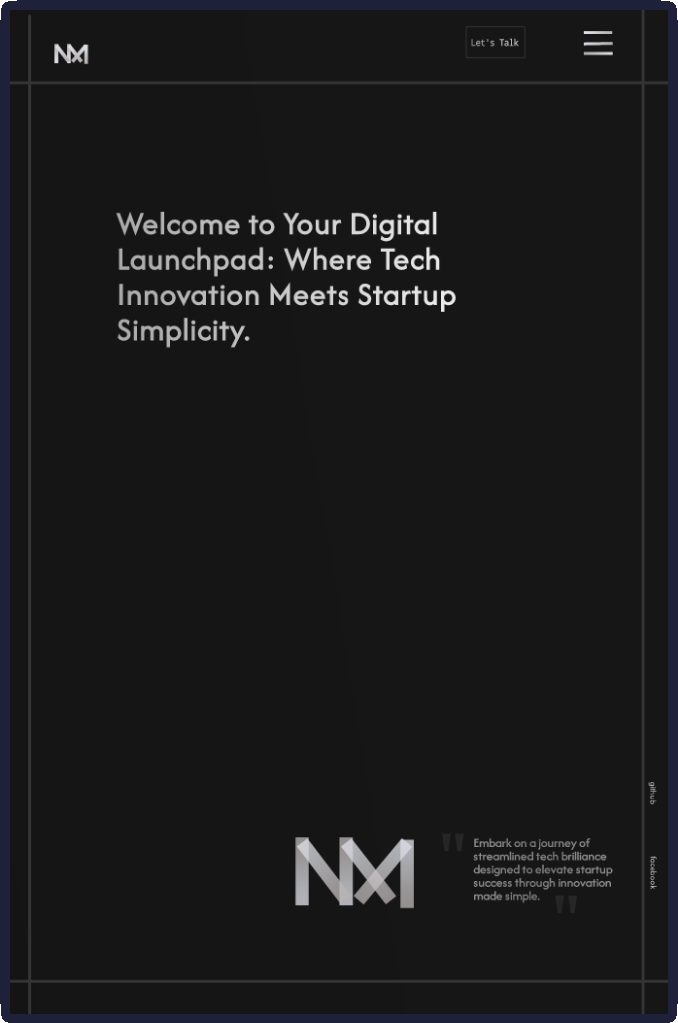 NM
Let's Talk
Welcome to Your Digital
Launchpad: Where Tech
Innovation Meets Startup
Simplicity.
github
NM
"
Embark on a journey of
streamlined tech brilliance
designed to elevate startup
success through innovation
made simple.
"
facebook